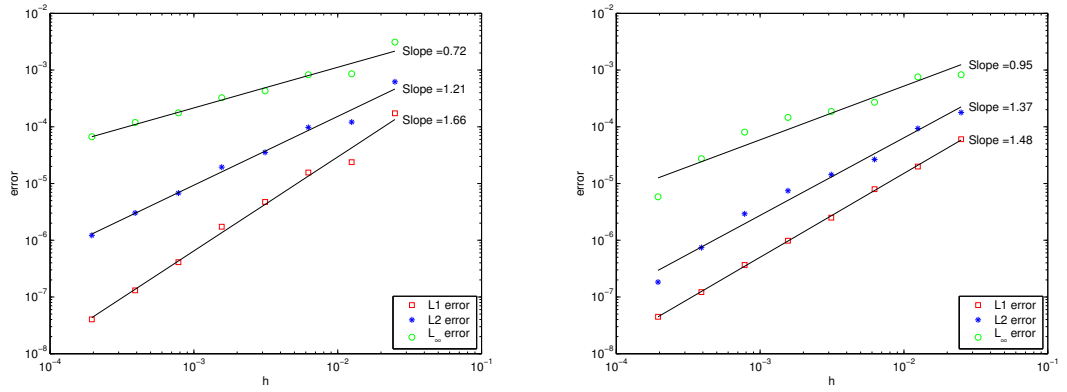 10⁻²
10⁻³
10⁻⁴
10⁻⁵
10⁻⁶
10⁻⁷
10⁻⁸
error
10⁻⁴
10⁻³
10⁻²
10⁻¹
h
Slope =0.72
Slope =1.21
Slope =1.66
L1 error
L2 error
L∞ error
10⁻²
10⁻³
10⁻⁴
10⁻⁵
10⁻⁶
10⁻⁷
10⁻⁸
error
10⁻⁴
10⁻³
10⁻²
10⁻¹
h
Slope =0.95
Slope =1.37
Slope =1.48
L1 error
L2 error
L∞ error